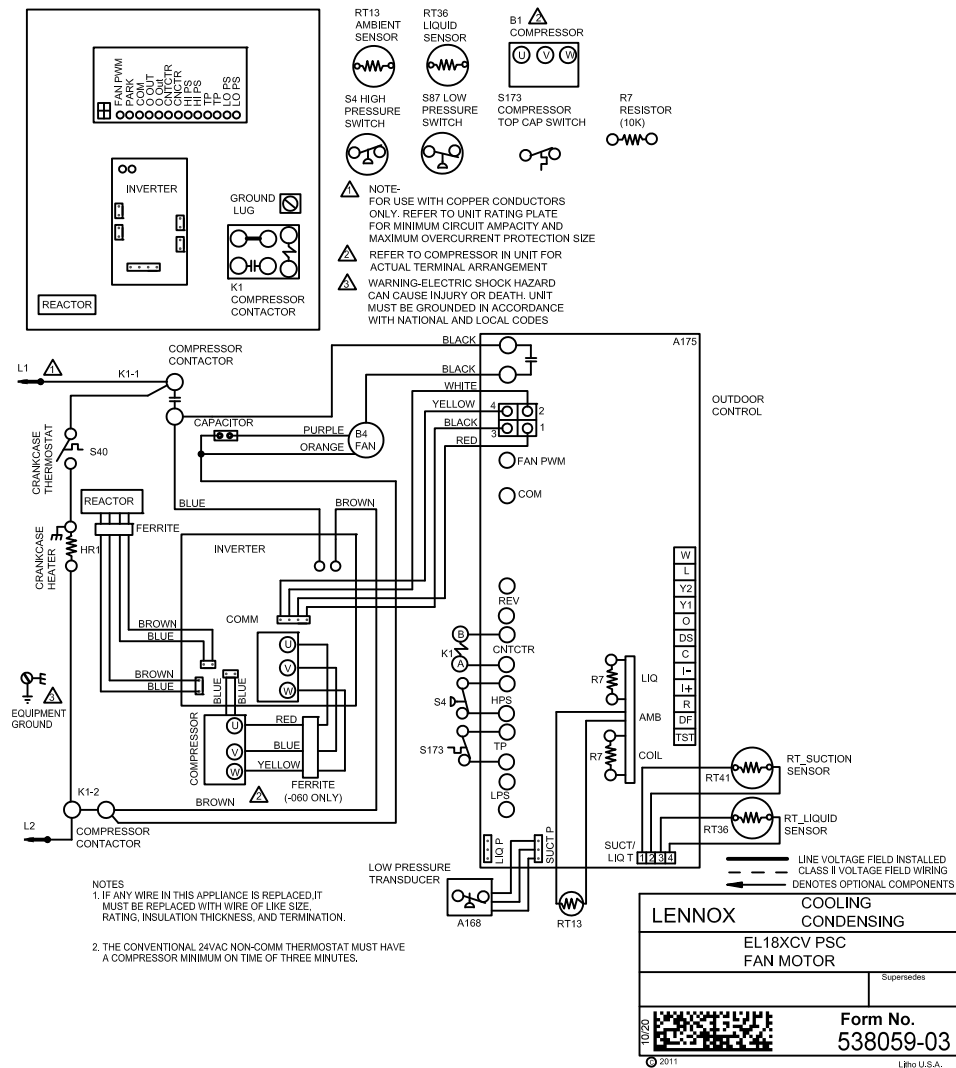 RT13
AMBIENT
SENSOR
RT36
LIQUID
SENSOR
B1 2
COMPRESSOR
U V W
FAN PWM
PARK
COM
O OUT
Y Out
CNTCTR
CNCTR
HI PS
HI PS
TP
TP
LO PS
LO PS
S4 HIGH
PRESSURE
SWITCH
S87 LOW
PRESSURE
SWITCH
S173
COMPRESSOR
TOP CAP SWITCH
R7
RESISTOR
(10K)
INVERTER
GROUND
LUG
K1
COMPRESSOR
CONTACTOR
REACTOR
1 NOTE-
FOR USE WITH COPPER CONDUCTORS
ONLY. REFER TO UNIT RATING PLATE
FOR MINIMUM CIRCUIT AMPACITY AND
MAXIMUM OVERCURRENT PROTECTION SIZE
2 REFER TO COMPRESSOR IN UNIT FOR
ACTUAL TERMINAL ARRANGEMENT
3 WARNING-ELECTRIC SHOCK HAZARD
CAN CAUSE INJURY OR DEATH. UNIT
MUST BE GROUNDED IN ACCORDANCE
WITH NATIONAL AND LOCAL CODES
L1 1
K1-1
COMPRESSOR
CONTACTOR
BLACK
BLACK
WHITE
YELLOW
BLACK
RED
4 2
3 1
A175
OUTDOOR
CONTROL
CAPACITOR
PURPLE
ORANGE
B4
FAN
CRANKCASE
THERMOSTAT
S40
FAN PWM
COM
REACTOR
FERRITE
BLUE
BROWN
CRANKCASE
HEATER
HR1
INVERTER
COMM
BROWN
BLUE
BROWN
BLUE
BLUE
BLUE
U
V
W
REV
B
K1
A
CNTCTR
S4
HPS
S173
TP
LPS
W
L
Y2
Y1
O
DS
C
I-
I+
R
DF
TST
R7
LIQ
AMB
R7
COIL
3
EQUIPMENT
GROUND
COMPRESSOR
U
V
W
RED
BLUE
YELLOW
2
FERRITE
(-060 ONLY)
BROWN
K1-2
L2
COMPRESSOR
CONTACTOR
RT41
RT_SUCTION
SENSOR
RT36
RT_LIQUID
SENSOR
LIQ P
SUCT P
SUCT/
LIQ T 1 2 3 4
LOW PRESSURE
TRANSDUCER
A168
RT13
LINE VOLTAGE FIELD INSTALLED
CLASS II VOLTAGE FIELD WIRING
DENOTES OPTIONAL COMPONENTS
NOTES
1. IF ANY WIRE IN THIS APPLIANCE IS REPLACED,IT
MUST BE REPLACED WITH WIRE OF LIKE SIZE,
RATING, INSULATION THICKNESS, AND TERMINATION.
2. THE CONVENTIONAL 24VAC NON-COMM THERMOSTAT MUST HAVE
A COMPRESSOR MINIMUM ON TIME OF THREE MINUTES.
LENNOX
COOLING
CONDENSING
EL18XCV PSC
FAN MOTOR
Supersedes
10/20
Form No.
538059-03
© 2011
Litho U.S.A.